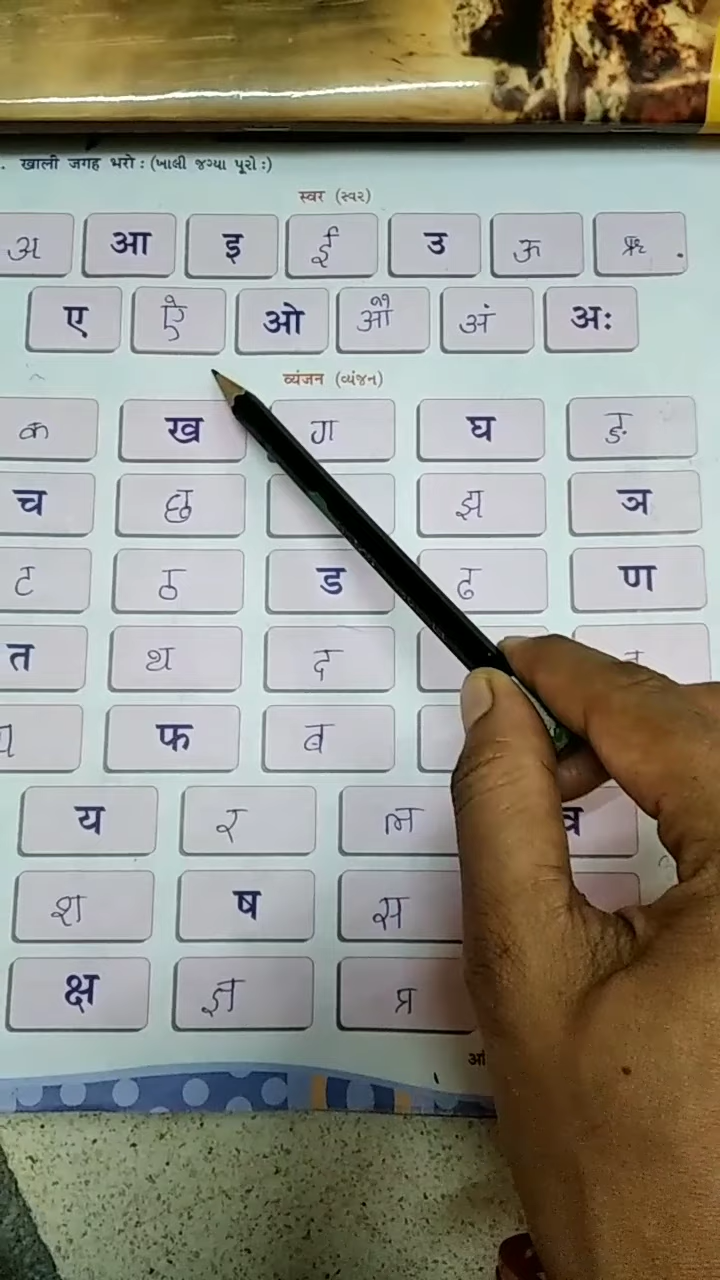 . खाली जगह भरो : (ખાલી જગ્યા પૂરો :)
स्वर (સ્વર)
अ आ इ ई उ ऊ
ए ऐ ओ औ अं अः
व्यंजन (વ્યંજન)
क ख ग घ ङ
च छ झ ञ
ट ठ ड ढ ण
त थ द
फ ब
य र ल व
श ष स
क्ष ज्ञ प्र